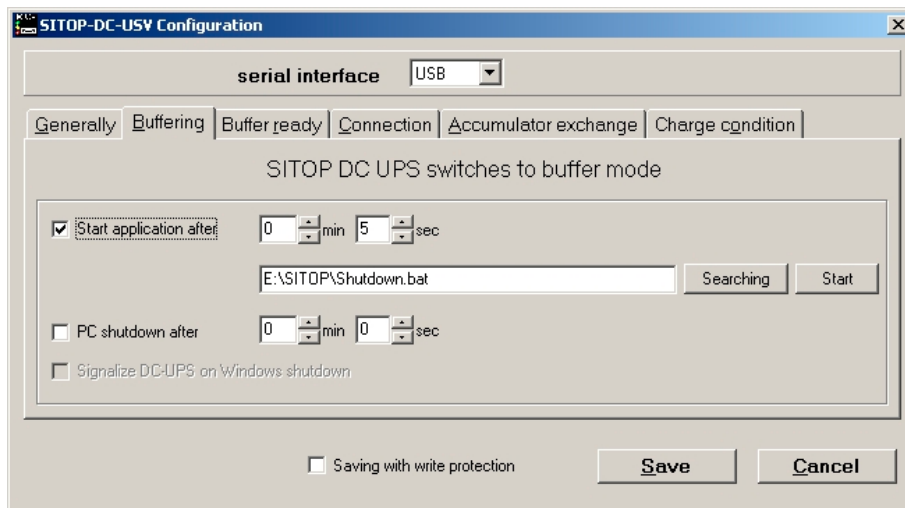 SITOP-DC-USV Configuration
serial interface USB
Generally Buffering Buffer ready Connection Accumulator exchange Charge condition
SITOP DC UPS switches to buffer mode
Start application after 0 min 5 sec
E:\SITOP\Shutdown.bat Searching Start
PC shutdown after 0 min 0 sec
Signalize DC-UPS on Windows shutdown
Saving with write protection Save Cancel